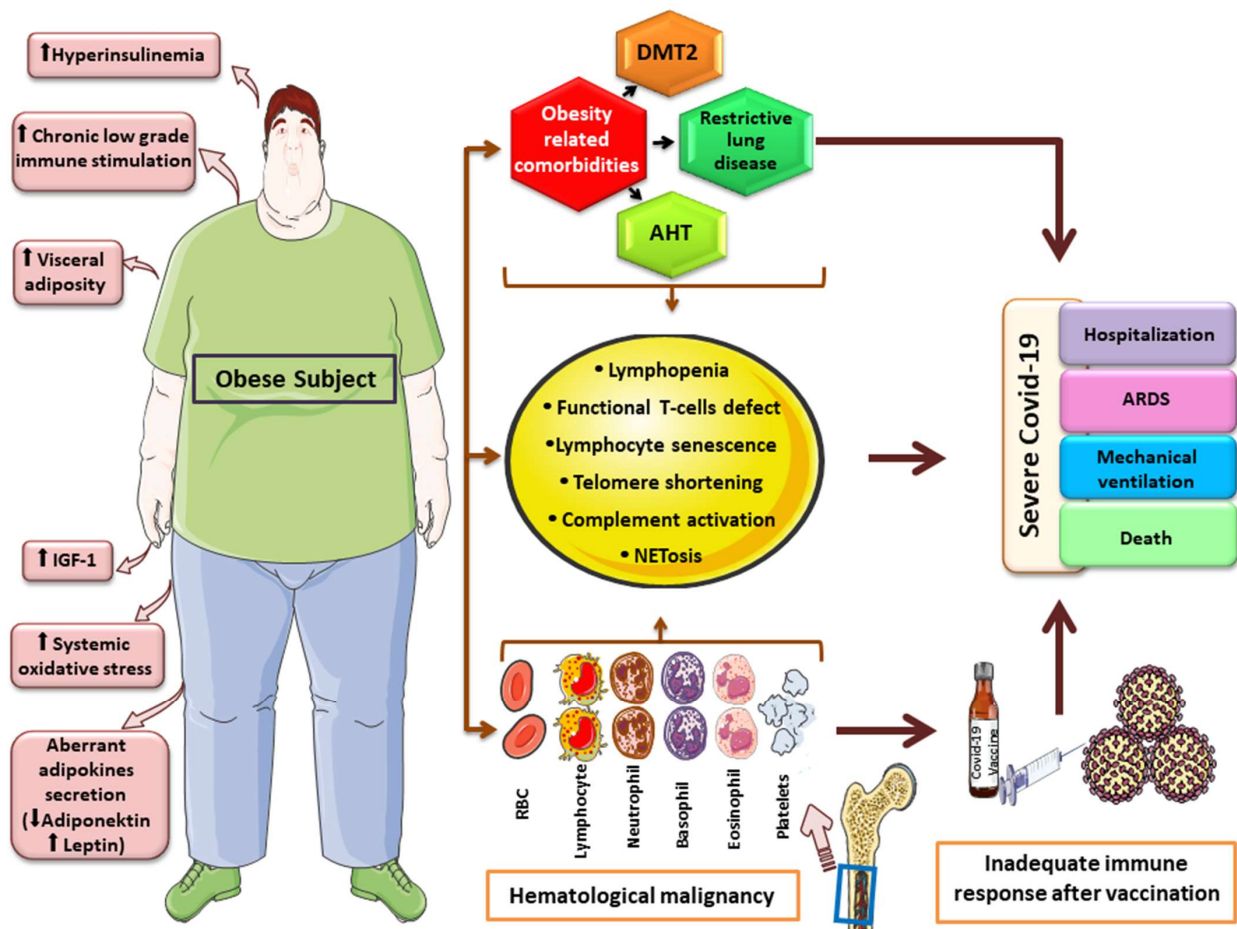 ⬆Hyperinsulinemia
⬆ Chronic low grade
immune stimulation
⬆ Visceral
adiposity
Obese Subject
⬆ IGF-1
⬆ Systemic
oxidative stress
Aberrant
adipokines
secretion
(⬇Adiponektin
⬆ Leptin)
DMT2
Obesity
related
comorbidities
Restrictive
lung
disease
AHT
• Lymphopenia
• Functional T-cells defect
•Lymphocyte senescence
• Telomere shortening
• Complement activation
• NETosis
RBC
Lymphocyte
Neutrophil
Basophil
Eosinophil
Platelets
Hematological malignancy
Severe Covid-19
Hospitalization
ARDS
Mechanical
ventilation
Death
Covid-19
Vaccine
Inadequate immune
response after vaccination